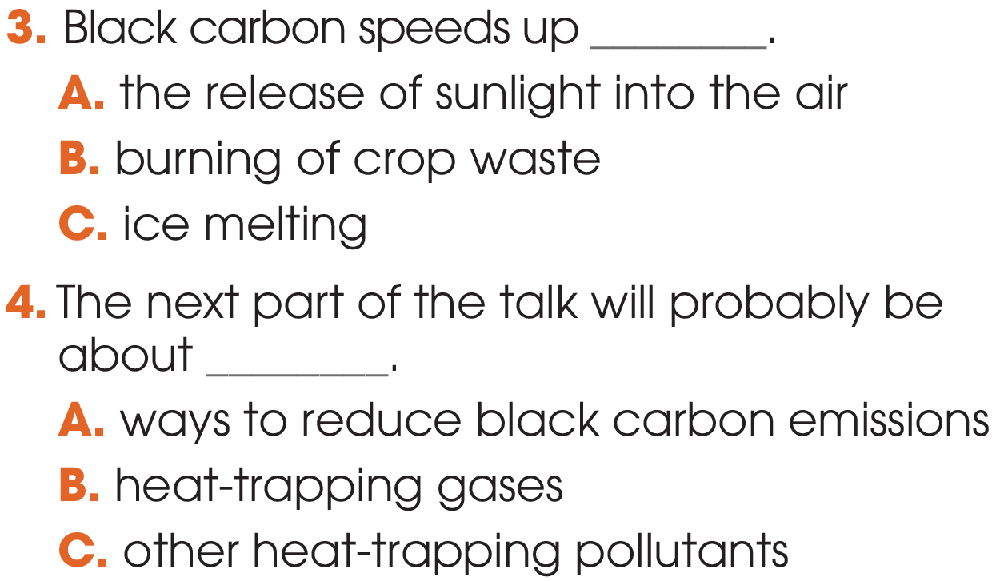 3. Black carbon speeds up ________.
A. the release of sunlight into the air
B. burning of crop waste
C. ice melting
4. The next part of the talk will probably be
about ________.
A. ways to reduce black carbon emissions
B. heat-trapping gases
C. other heat-trapping pollutants